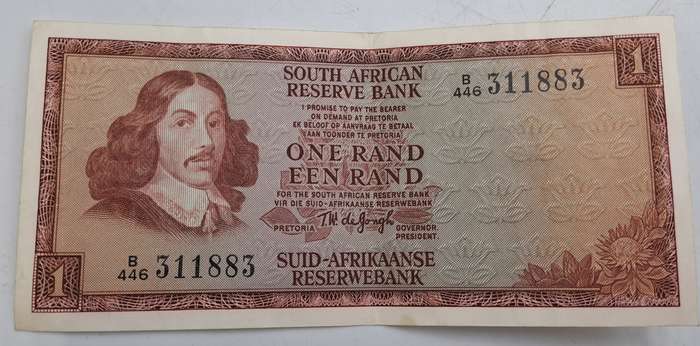 1
SOUTH AFRICAN
RESERVE BANK
B/446 311883
I PROMISE TO PAY THE BEARER
ON DEMAND AT PRETORIA
EK BELOOF OP AANVRAAG TE BETAAL
AAN TOONDER TE PRETORIA
ONE RAND
EEN RAND
FOR THE SOUTH AFRICAN RESERVE BANK
VIR DIE SUID-AFRIKAANSE RESERWEBANK
T.W. de Jongh
PRETORIA GOVERNOR.
PRESIDENT.
B/446 311883
SUID-AFRIKAANSE
RESERWEBANK
1